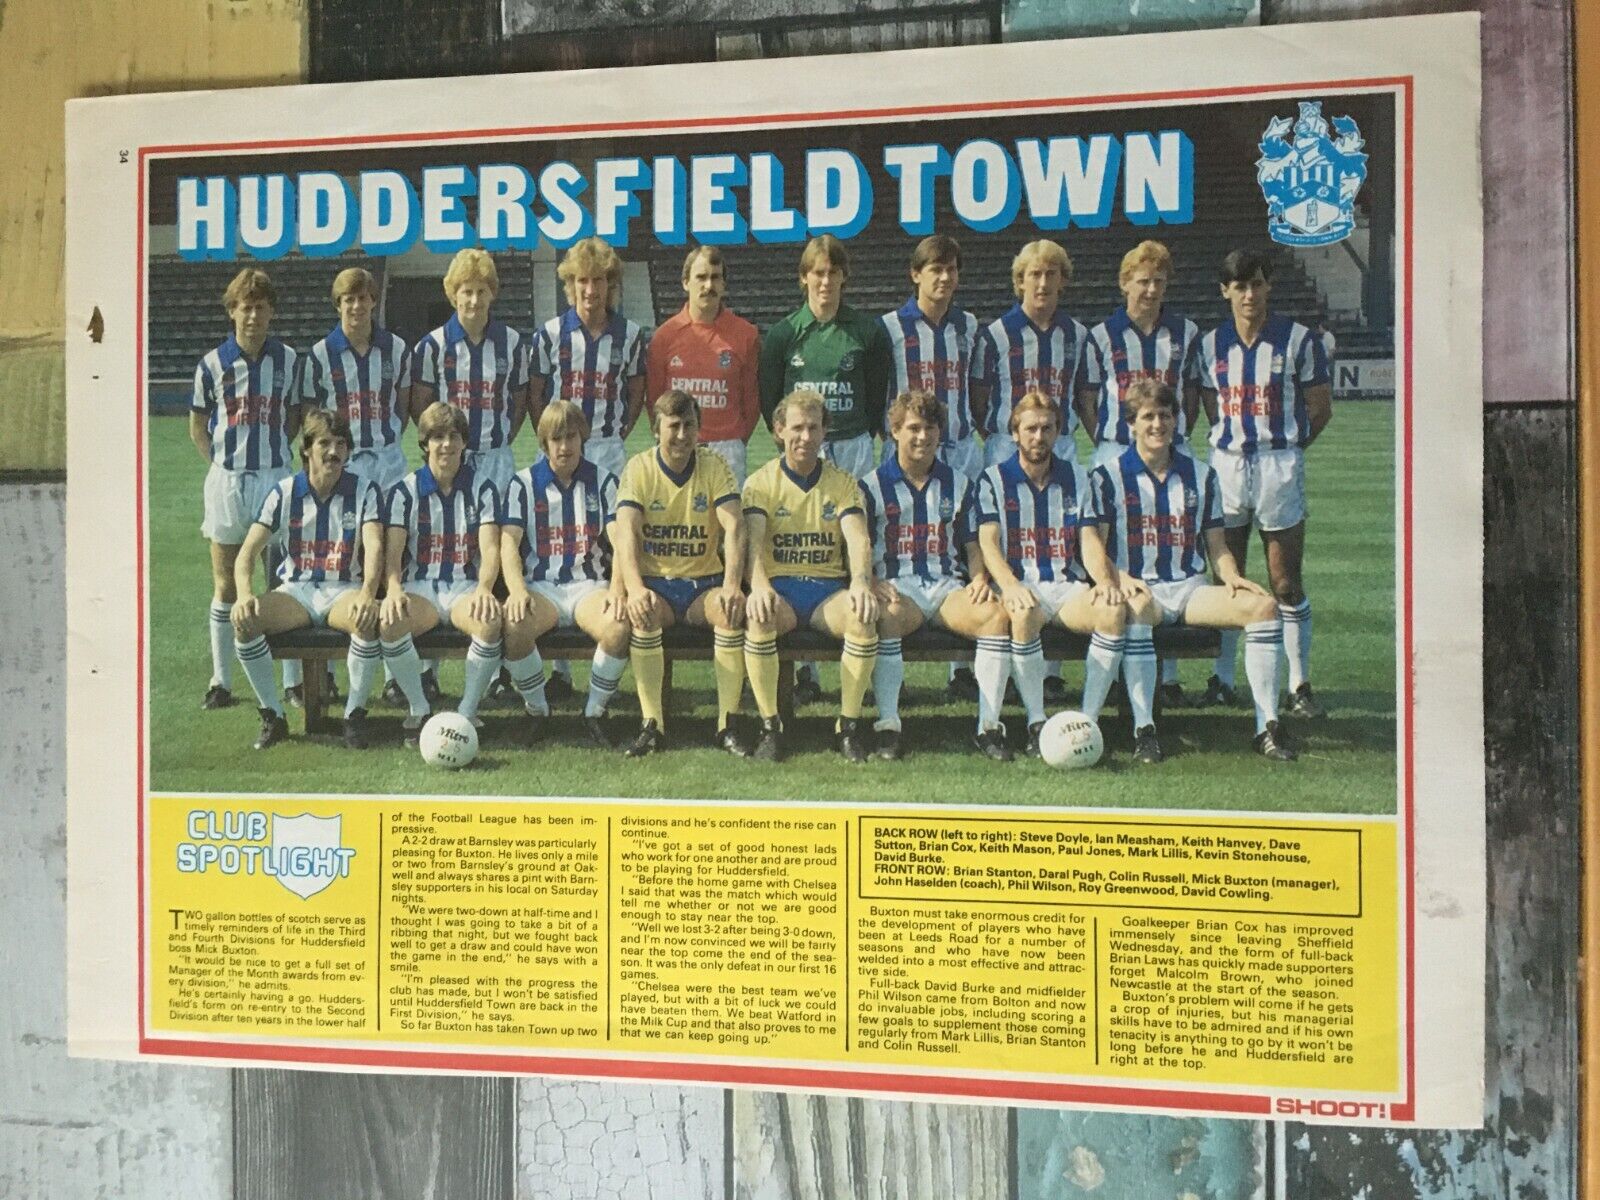 34
HUDDERSFIELD TOWN
CENTRAL
MIRFIELD
CENTRAL
MIRFIELD
N
Mitre
Mitre
CLUB
SPOTLIGHT
TWO gallon bottles of scotch serve as
timely reminders of life in the Third
and Fourth Divisions for Huddersfield
boss Mick Buxton.
"It would be nice to get a full set of
Manager of the Month awards from ev-
ery division," he admits.
He's certainly having a go. Hudders-
field's form on re-entry to the Second
Division after ten years in the lower half
of the Football League has been im-
pressive.
A 2-2 draw at Barnsley was particularly
pleasing for Buxton. He lives only a mile
or two from Barnsley's ground at Oak-
well and always shares a pint with Barn-
sley supporters in his local on Saturday
nights.
"We were two-down at half-time and I
thought I was going to take a bit of a
ribbing that night, but we fought back
well to get a draw and could have won
the game in the end," he says with a
smile.
"I'm pleased with the progress the
club has made, but I won't be satisfied
until Huddersfield Town are back in the
First Division," he says.
So far Buxton has taken Town up two
divisions and he's confident the rise can
continue.
"I've got a set of good honest lads
who work for one another and are proud
to be playing for Huddersfield.
"Before the home game with Chelsea
I said that was the match which would
tell me whether or not we are good
enough to stay near the top.
"Well we lost 3-2 after being 3-0 down,
and I'm now convinced we will be fairly
near the top come the end of the sea-
son. It was the only defeat in our first 16
games.
"Chelsea were the best team we've
played, but with a bit of luck we could
have beaten them. We beat Watford in
the Milk Cup and that also proves to me
that we can keep going up."
BACK ROW (left to right): Steve Doyle, Ian Measham, Keith Hanvey, Dave
Sutton, Brian Cox, Keith Mason, Paul Jones, Mark Lillis, Kevin Stonehouse,
David Burke.
FRONT ROW: Brian Stanton, Daral Pugh, Colin Russell, Mick Buxton (manager),
John Haselden (coach), Phil Wilson, Roy Greenwood, David Cowling.
Buxton must take enormous credit for
the development of players who have
been at Leeds Road for a number of
seasons and who have now been
welded into a most effective and attrac-
tive side.
Full-back David Burke and midfielder
Phil Wilson came from Bolton and now
do invaluable jobs, including scoring a
few goals to supplement those coming
regularly from Mark Lillis, Brian Stanton
and Colin Russell.
Goalkeeper Brian Cox has improved
immensely since leaving Sheffield
Wednesday, and the form of full-back
Brian Laws has quickly made supporters
forget Malcolm Brown, who joined
Newcastle at the start of the season.
Buxton's problem will come if he gets
a crop of injuries, but his managerial
skills have to be admired and if his own
tenacity is anything to go by it won't be
long before he and Huddersfield are
right at the top.
SHOOT!